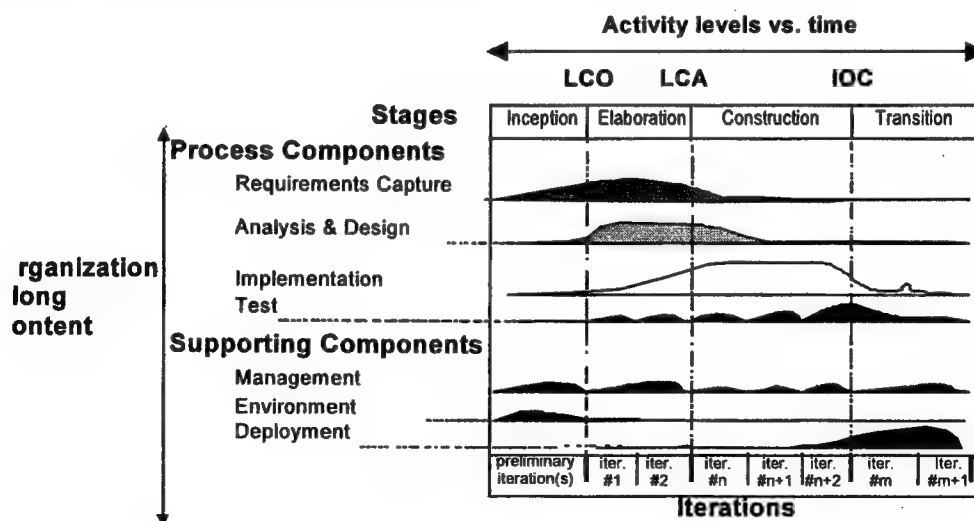 Activity levels vs. time
LCO LCA IOC
Stages Inception Elaboration Construction Transition
Process Components
Requirements Capture
Analysis & Design
rganization
long
ontent
Implementation
Test
Supporting Components
Management
Environment
Deployment
preliminary iteration(s) iter. #1 iter. #2 iter. #n iter. #n+1 iter. #n+2 iter. #m Iter. #m+1
Iterations